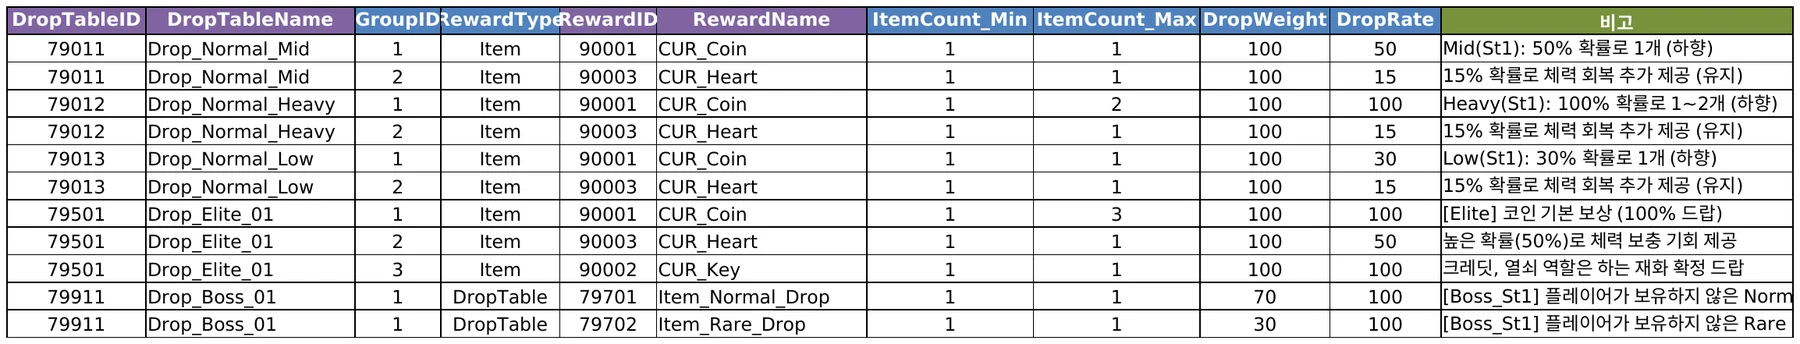 DropTableID DropTableName GroupID RewardType RewardID RewardName ItemCount_Min ItemCount_Max DropWeight DropRate 비고
79011 Drop_Normal_Mid 1 Item 90001 CUR_Coin 1 1 100 50 Mid(St1): 50% 확률로 1개 (하향)
79011 Drop_Normal_Mid 2 Item 90003 CUR_Heart 1 1 100 15 15% 확률로 체력 회복 추가 제공 (유지)
79012 Drop_Normal_Heavy 1 Item 90001 CUR_Coin 1 2 100 100 Heavy(St1): 100% 확률로 1~2개 (하향)
79012 Drop_Normal_Heavy 2 Item 90003 CUR_Heart 1 1 100 15 15% 확률로 체력 회복 추가 제공 (유지)
79013 Drop_Normal_Low 1 Item 90001 CUR_Coin 1 1 100 30 Low(St1): 30% 확률로 1개 (하향)
79013 Drop_Normal_Low 2 Item 90003 CUR_Heart 1 1 100 15 15% 확률로 체력 회복 추가 제공 (유지)
79501 Drop_Elite_01 1 Item 90001 CUR_Coin 1 3 100 100 [Elite] 코인 기본 보상 (100% 드랍)
79501 Drop_Elite_01 2 Item 90003 CUR_Heart 1 1 100 50 높은 확률(50%)로 체력 보충 기회 제공
79501 Drop_Elite_01 3 Item 90002 CUR_Key 1 1 100 100 크레딧, 열쇠 역할은 하는 재화 확정 드랍
79911 Drop_Boss_01 1 DropTable 79701 Item_Normal_Drop 1 1 70 100 [Boss_St1] 플레이어가 보유하지 않은 Norm
79911 Drop_Boss_01 1 DropTable 79702 Item_Rare_Drop 1 1 30 100 [Boss_St1] 플레이어가 보유하지 않은 Rare